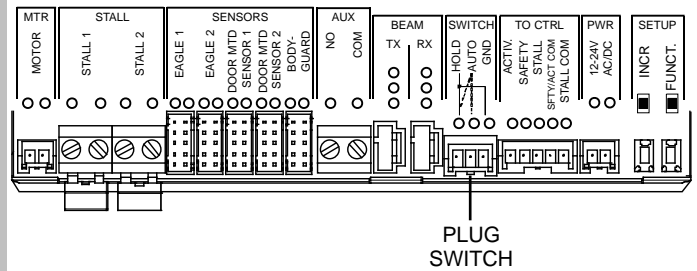 MTR
MOTOR
STALL
STALL 1
STALL 2
SENSORS
EAGLE 1
EAGLE 2
DOOR MTD
SENSOR 1
DOOR MTD
SENSOR 2
BODY-
GUARD
AUX
NO
COM
BEAM
TX
RX
SWITCH
HOLD
AUTO
GND
TO CTRL
ACTIV.
SAFETY
STALL
SFTY/ACT COM
STALL COM
PWR
12-24V
AC/DC
SETUP
INCR
FUNCT.
PLUG
SWITCH